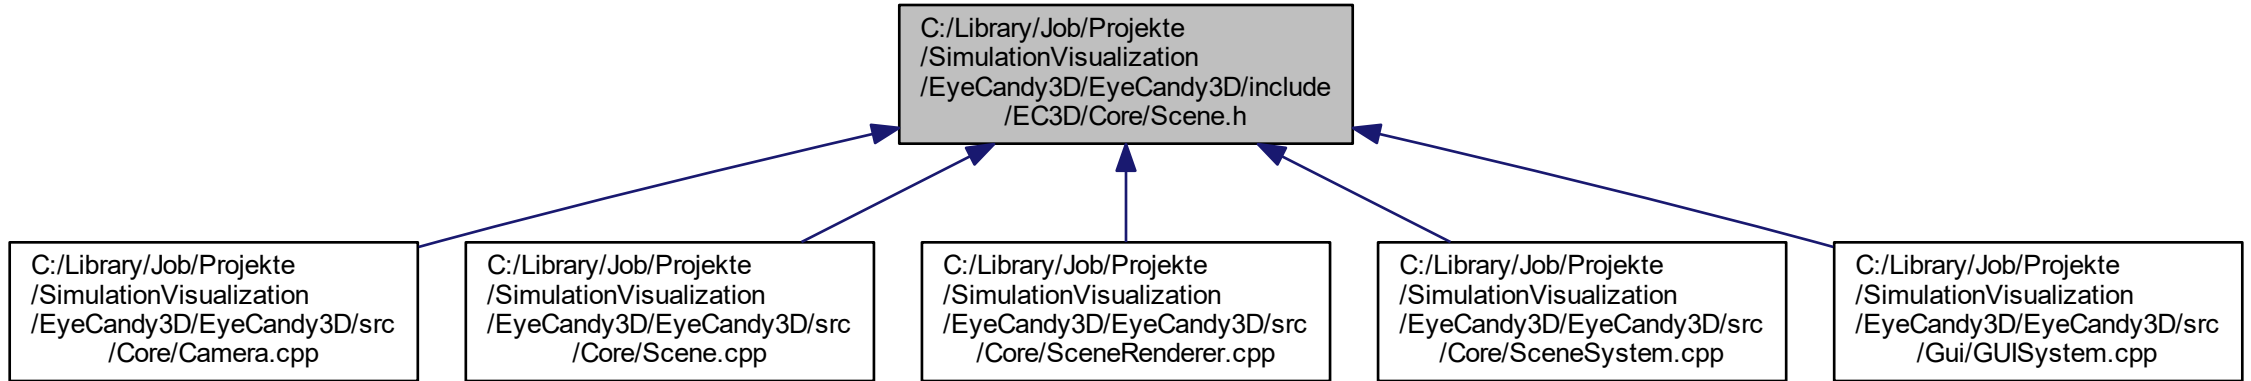 C:/Library/Job/Projekte
/SimulationVisualization
/EyeCandy3D/EyeCandy3D/include
/EC3D/Core/Scene.h
C:/Library/Job/Projekte
/SimulationVisualization
/EyeCandy3D/EyeCandy3D/src
/Core/Camera.cpp
C:/Library/Job/Projekte
/SimulationVisualization
/EyeCandy3D/EyeCandy3D/src
/Core/Scene.cpp
C:/Library/Job/Projekte
/SimulationVisualization
/EyeCandy3D/EyeCandy3D/src
/Core/SceneRenderer.cpp
C:/Library/Job/Projekte
/SimulationVisualization
/EyeCandy3D/EyeCandy3D/src
/Core/SceneSystem.cpp
C:/Library/Job/Projekte
/SimulationVisualization
/EyeCandy3D/EyeCandy3D/src
/Gui/GUISystem.cpp